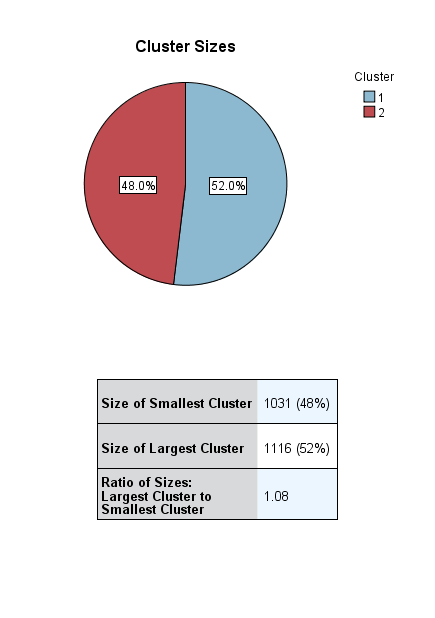 Cluster Sizes
Cluster
1
2
48.0%
52.0%
Size of Smallest Cluster 1031 (48%)
Size of Largest Cluster 1116 (52%)
Ratio of Sizes:
Largest Cluster to
Smallest Cluster
1.08